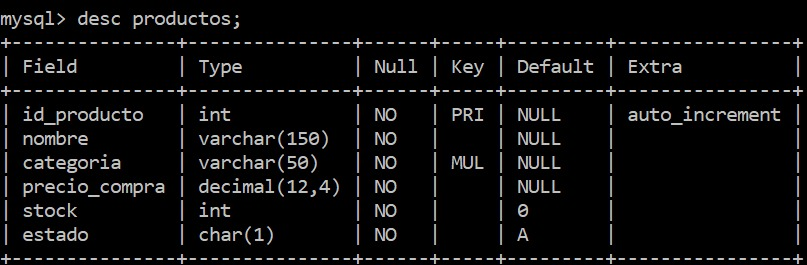 mysql> desc productos;
+---------------+---------------+------+-----+---------+----------------+
| Field         | Type          | Null | Key | Default | Extra          |
+---------------+---------------+------+-----+---------+----------------+
| id_producto   | int           | NO   | PRI | NULL    | auto_increment |
| nombre        | varchar(150)  | NO   |     | NULL    |                |
| categoria     | varchar(50)   | NO   | MUL | NULL    |                |
| precio_compra | decimal(12,4) | NO   |     | NULL    |                |
| stock         | int           | NO   |     | 0       |                |
| estado        | char(1)       | NO   |     | A       |                |
+---------------+---------------+------+-----+---------+----------------+